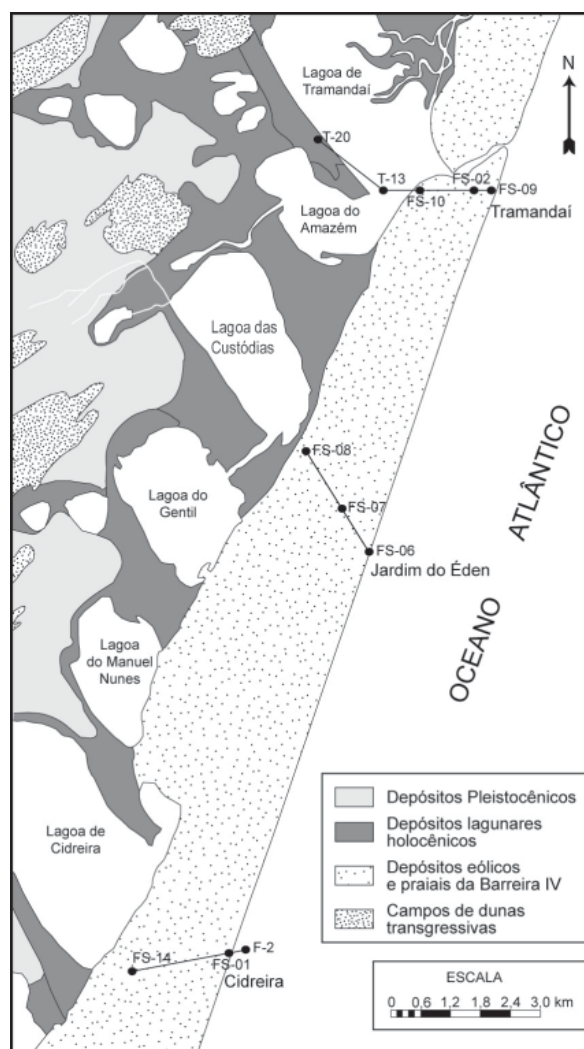 Lagoa de
Tramandaí
N
T-20
T-13
FS-10
FS-02
FS-09
Tramandaí
Lagoa do
Amazém
Lagoa das
Custódias
FS-08
Lagoa do
Gentil
FS-07
FS-06
Jardim do Éden
OCEANO
ATLÂNTICO
Lagoa
do Manuel
Nunes
Lagoa de
Cidreira
FS-14
FS-01
F-2
Cidreira
Depósitos Pleistocênicos
Depósitos lagunares
holocênicos
Depósitos eólicos
e praiais da Barreira IV
Campos de dunas
transgressivas
ESCALA
0 0,6 1,2 1,8 2,4 3,0 km